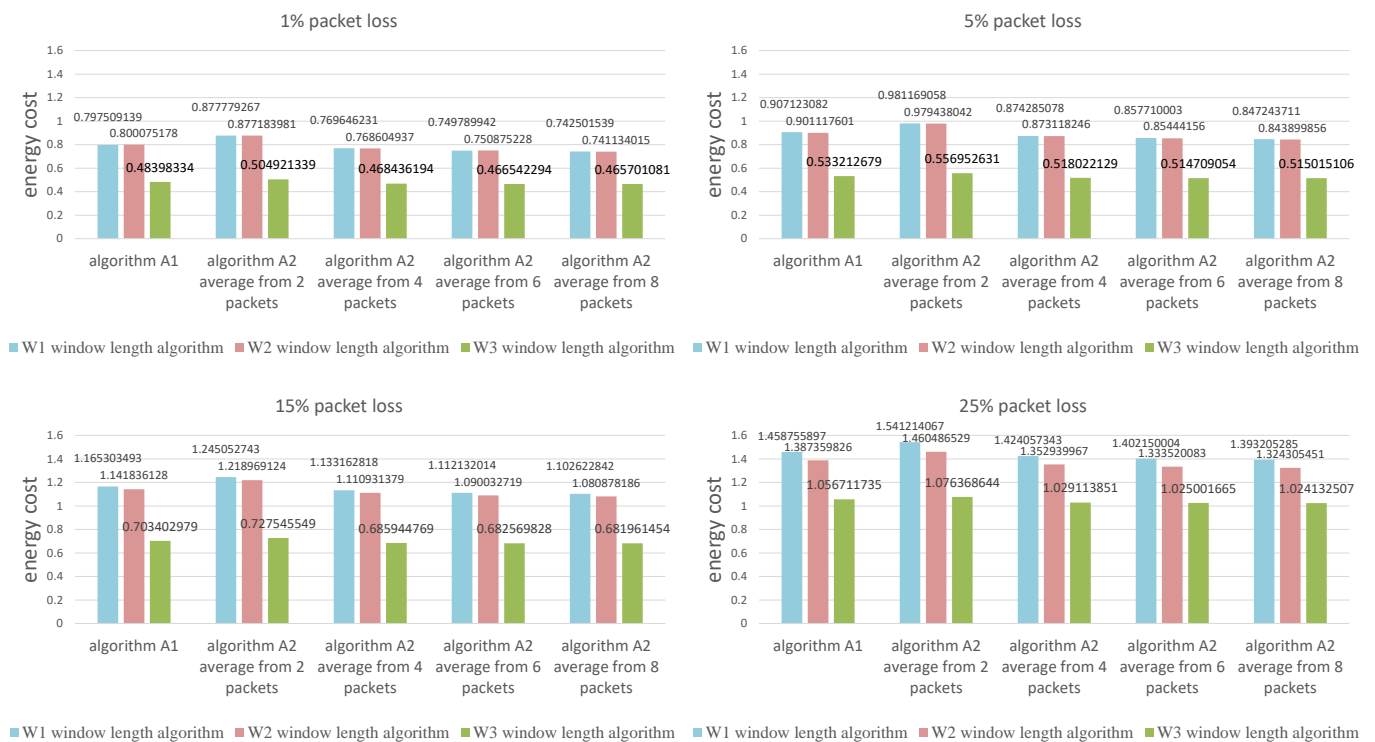 1% packet loss
energy cost
1.6
1.4
1.2
1
0.8
0.6
0.4
0.2
0
0.797509139
0.800075178
0.48398334
0.877779267
0.877183981
0.504921339
0.769646231
0.768604937
0.468436194
0.749789942
0.750875228
0.466542294
0.742501539
0.741134015
0.465701081
algorithm A1
algorithm A2
average from 2
packets
algorithm A2
average from 4
packets
algorithm A2
average from 6
packets
algorithm A2
average from 8
packets
W1 window length algorithm W2 window length algorithm W3 window length algorithm
5% packet loss
energy cost
1.6
1.4
1.2
1
0.8
0.6
0.4
0.2
0
0.907123082
0.901117601
0.533212679
0.981169058
0.979438042
0.556952631
0.874285078
0.873118246
0.518022129
0.857710003
0.85444156
0.514709054
0.847243711
0.843899856
0.515015106
algorithm A1
algorithm A2
average from 2
packets
algorithm A2
average from 4
packets
algorithm A2
average from 6
packets
algorithm A2
average from 8
packets
W1 window length algorithm W2 window length algorithm W3 window length algorithm
15% packet loss
energy cost
1.6
1.4
1.2
1
0.8
0.6
0.4
0.2
0
1.165303493
1.141836128
0.703402979
1.245052743
1.218969124
0.727545549
1.133162818
1.110931379
0.685944769
1.112132014
1.090032719
0.682569828
1.102622842
1.080878186
0.681961454
algorithm A1
algorithm A2
average from 2
packets
algorithm A2
average from 4
packets
algorithm A2
average from 6
packets
algorithm A2
average from 8
packets
W1 window length algorithm W2 window length algorithm W3 window length algorithm
25% packet loss
energy cost
1.6
1.4
1.2
1
0.8
0.6
0.4
0.2
0
1.458755897
1.387359826
1.056711735
1.541214067
1.460486529
1.076368644
1.424057343
1.352939967
1.029113851
1.402150004
1.333520083
1.025001665
1.393205285
1.324305451
1.024132507
algorithm A1
algorithm A2
average from 2
packets
algorithm A2
average from 4
packets
algorithm A2
average from 6
packets
algorithm A2
average from 8
packets
W1 window length algorithm W2 window length algorithm W3 window length algorithm